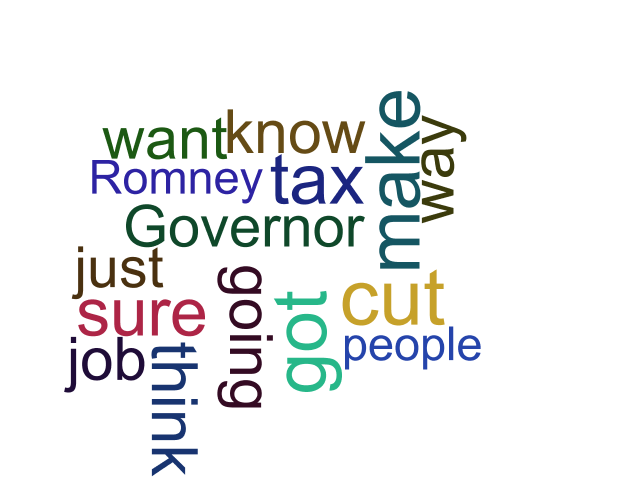 want
know
make
way
Romney
tax
Governor
just
going
got
cut
sure
people
job
think